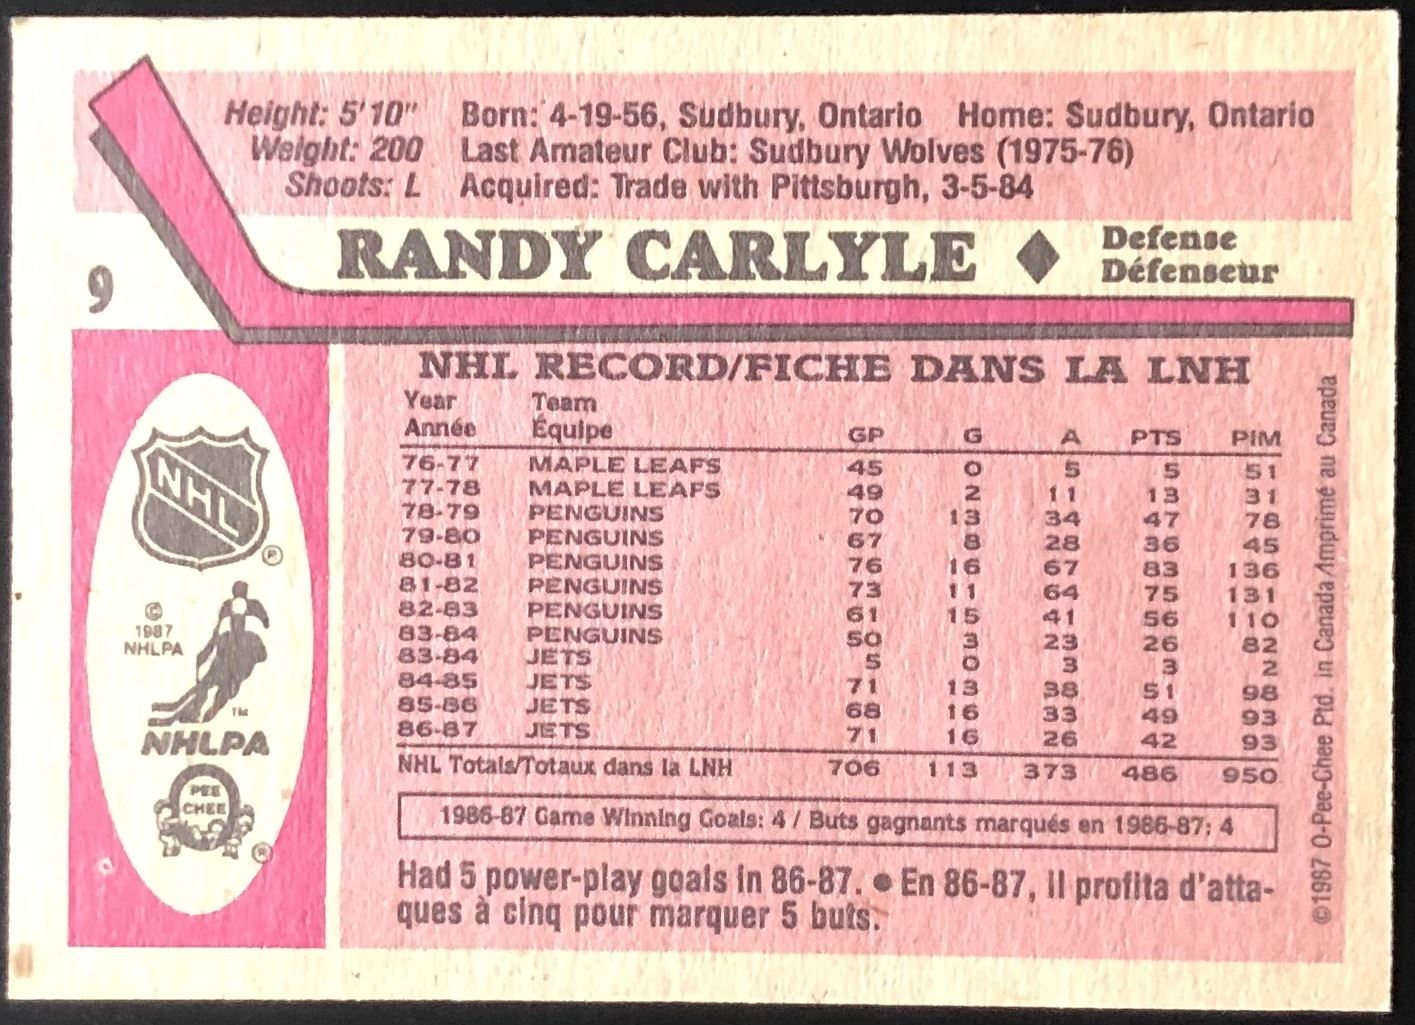 Height: 5'10" Born: 4-19-56, Sudbury, Ontario Home: Sudbury, Ontario
Weight: 200 Last Amateur Club: Sudbury Wolves (1975-76)
Shoots: L Acquired: Trade with Pittsburgh, 3-5-84
9
RANDY CARLYLE ♦ Defense
Défenseur
NHL RECORD/FICHE DANS LA LNH
Year Team
Année Équipe GP G A PTS PIM
76-77 MAPLE LEAFS 45 0 5 5 51
77-78 MAPLE LEAFS 49 2 11 13 31
78-79 PENGUINS 70 13 34 47 78
79-80 PENGUINS 67 8 28 36 45
80-81 PENGUINS 76 16 67 83 136
81-82 PENGUINS 73 11 64 75 131
82-83 PENGUINS 61 15 41 56 110
83-84 PENGUINS 50 3 23 26 82
83-84 JETS 5 0 3 3 2
84-85 JETS 71 13 38 51 98
85-86 JETS 68 16 33 49 93
86-87 JETS 71 16 26 42 93
NHL Totals/Totaux dans la LNH 706 113 373 486 950
1986-87 Game Winning Goals: 4 / Buts gagnants marqués en 1986-87: 4
Had 5 power-play goals in 86-87. ● En 86-87, il profita d'atta-
ques à cinq pour marquer 5 buts.
NHL
®
©
1987
NHLPA
TM
NHLPA
O
PEE
CHEE
®
©1987 O-Pee-Chee Ptd. in Canada/Imprimé au Canada